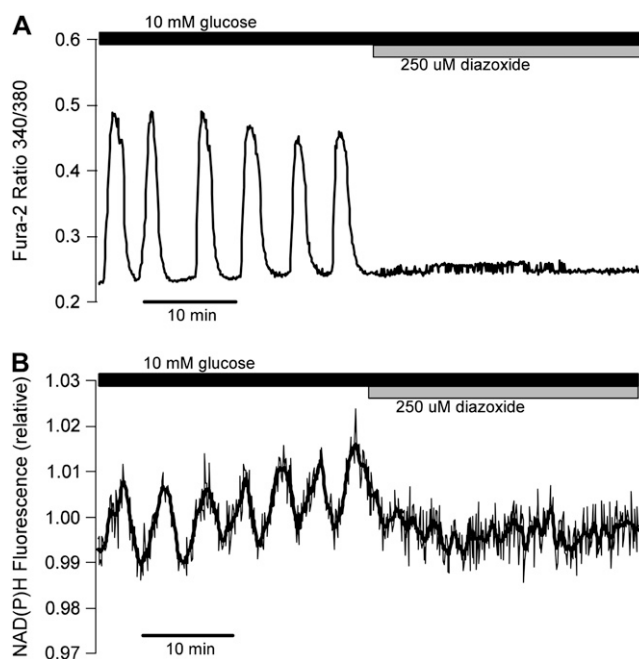 A
10 mM glucose
250 uM diazoxide
Fura-2 Ratio 340/380
0.6
0.5
0.4
0.3
0.2
10 min
B
10 mM glucose
250 uM diazoxide
NAD(P)H Fluorescence (relative)
1.03
1.02
1.01
1.00
0.99
0.98
0.97
10 min